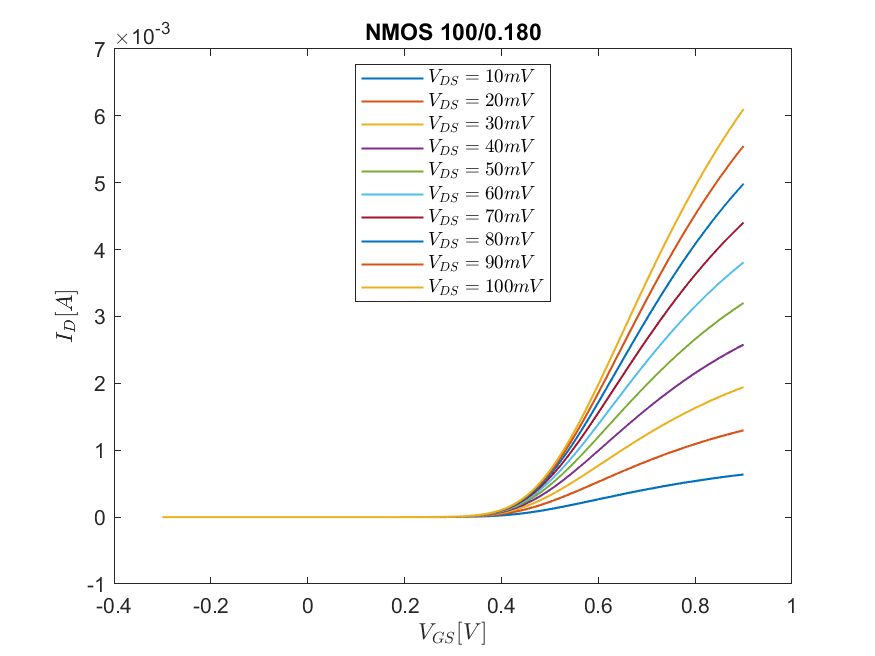 NMOS 100/0.180
×10⁻³
7
6
5
4
3
2
1
0
-1
I_D[A]
V_DS = 10mV
V_DS = 20mV
V_DS = 30mV
V_DS = 40mV
V_DS = 50mV
V_DS = 60mV
V_DS = 70mV
V_DS = 80mV
V_DS = 90mV
V_DS = 100mV
-0.4 -0.2 0 0.2 0.4 0.6 0.8 1
V_GS[V]